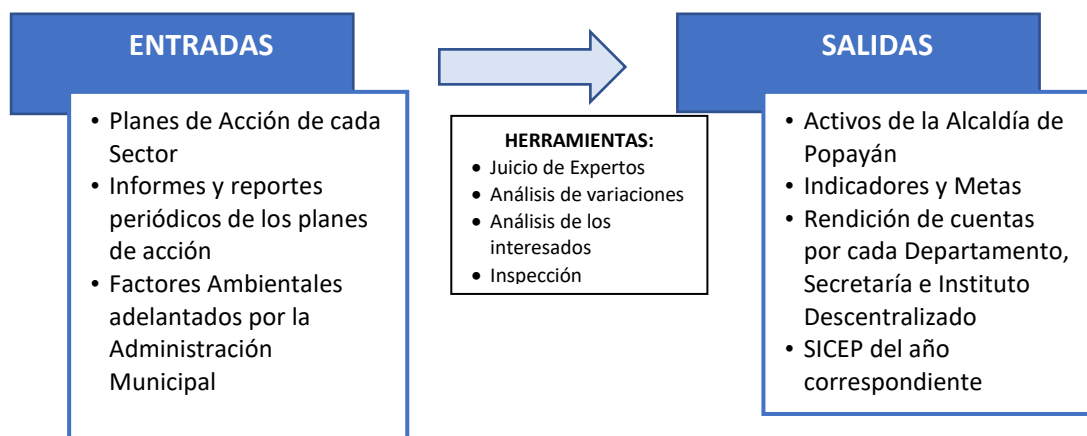 ENTRADAS
• Planes de Acción de cada
Sector
• Informes y reportes
periódicos de los planes
de acción
• Factores Ambientales
adelantados por la
Administración
Municipal
HERRAMIENTAS:
• Juicio de Expertos
• Análisis de variaciones
• Análisis de los
interesados
• Inspección
SALIDAS
• Activos de la Alcaldía de
Popayán
• Indicadores y Metas
• Rendición de cuentas
por cada Departamento,
Secretaría e Instituto
Descentralizado
• SICEP del año
correspondiente